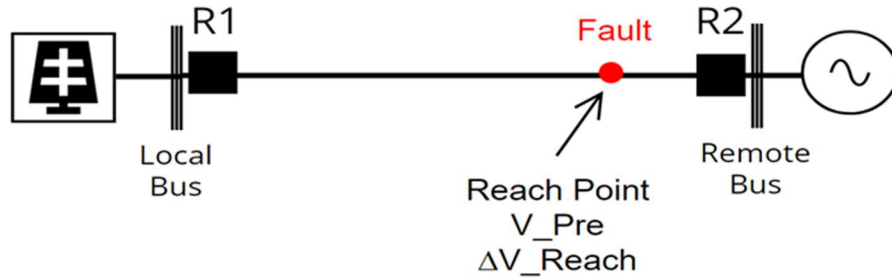 R1
Fault
R2
Local
Bus
Reach Point
V_Pre
ΔV_Reach
Remote
Bus